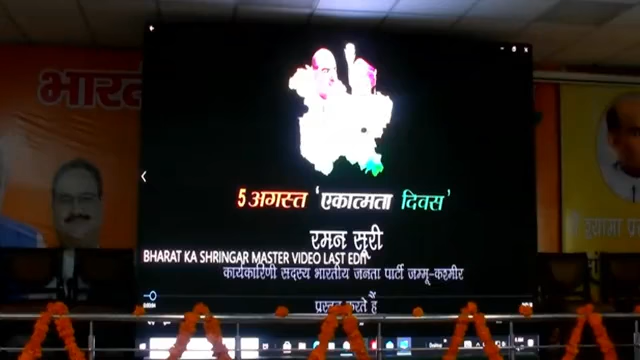 भारती
5 अगस्त 'एकात्मता दिवस'
रमन सूरी
BHARAT KA SHRINGAR MASTER VIDEO LAST EDIT
कार्यकारिणी सदस्य भारतीय जनता पार्टी जम्मू-कश्मीर
प्रस्तुत करते हैं